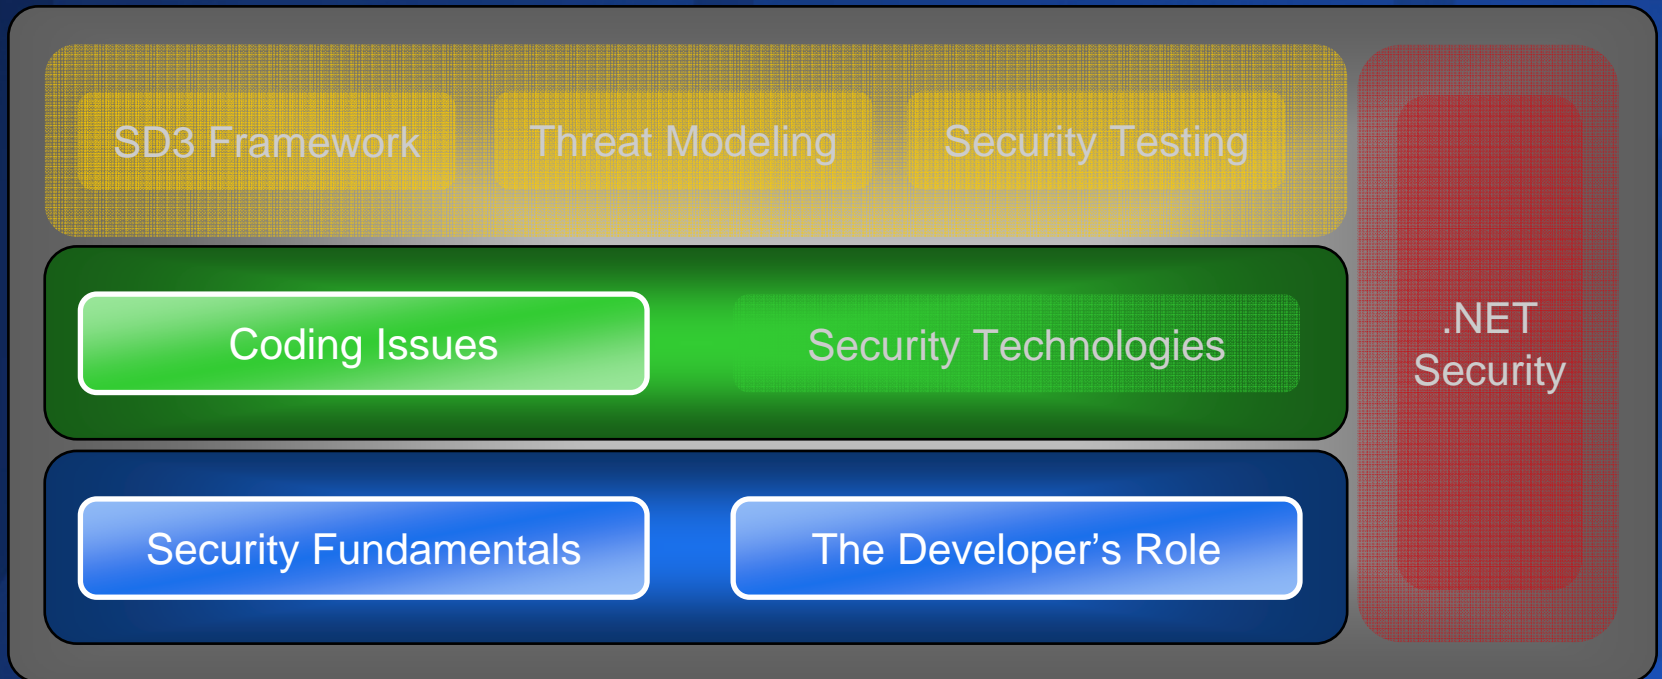 SD3 Framework
Threat Modeling
Security Testing
Coding Issues
Security Technologies
.NET
Security
Security Fundamentals
The Developer’s Role